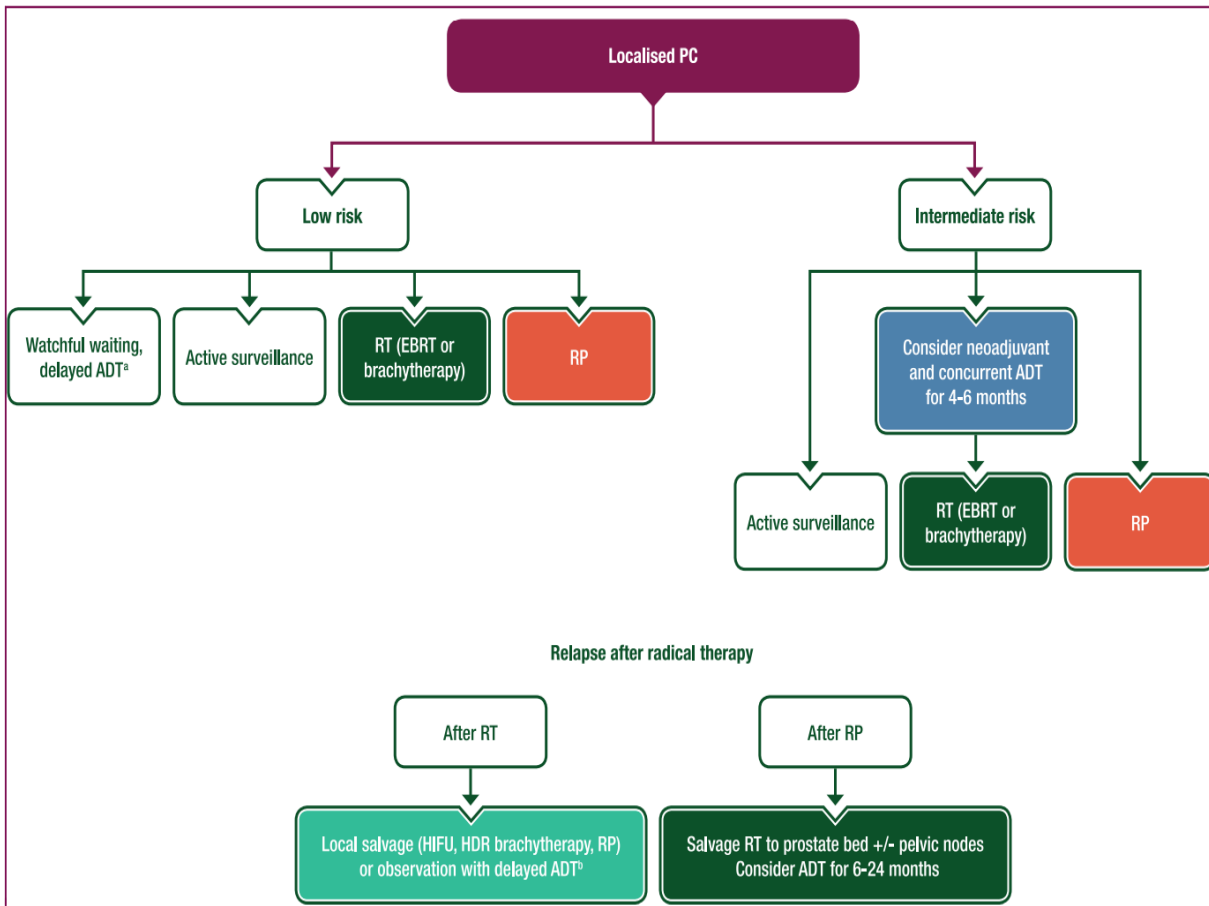 Localised PC
Low risk
Intermediate risk
Watchful waiting,
delayed ADTᵃ
Active surveillance
RT (EBRT or
brachytherapy)
RP
Consider neoadjuvant
and concurrent ADT
for 4-6 months
Active surveillance
RT (EBRT or
brachytherapy)
RP
Relapse after radical therapy
After RT
After RP
Local salvage (HIFU, HDR brachytherapy, RP)
or observation with delayed ADTᵇ
Salvage RT to prostate bed +/- pelvic nodes
Consider ADT for 6-24 months